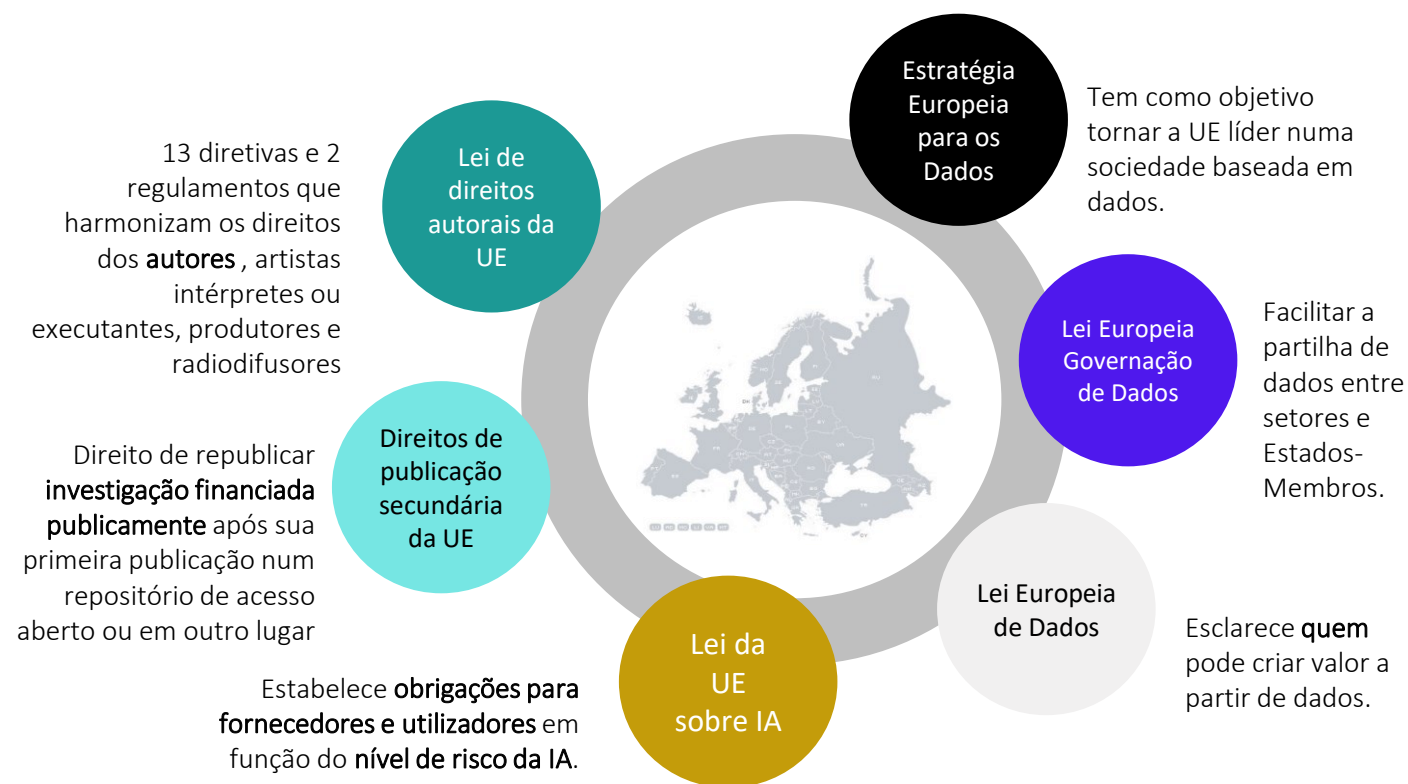 Estratégia
Europeia
para os
Dados
Tem como objetivo
tornar a UE líder numa
sociedade baseada em
dados.
Lei de
direitos
autorais da
UE
13 diretivas e 2
regulamentos que
harmonizam os direitos
dos autores , artistas
intérpretes ou
executantes, produtores e
radiodifusores
Lei Europeia
Governação
de Dados
Facilitar a
partilha de
dados entre
setores e
Estados-
Membros.
Direitos de
publicação
secundária
da UE
Direito de republicar
investigação financiada
publicamente após sua
primeira publicação num
repositório de acesso
aberto ou em outro lugar
Lei Europeia
de Dados
Esclarece quem
pode criar valor a
partir de dados.
Lei da
UE
sobre IA
Estabelece obrigações para
fornecedores e utilizadores em
função do nível de risco da IA.